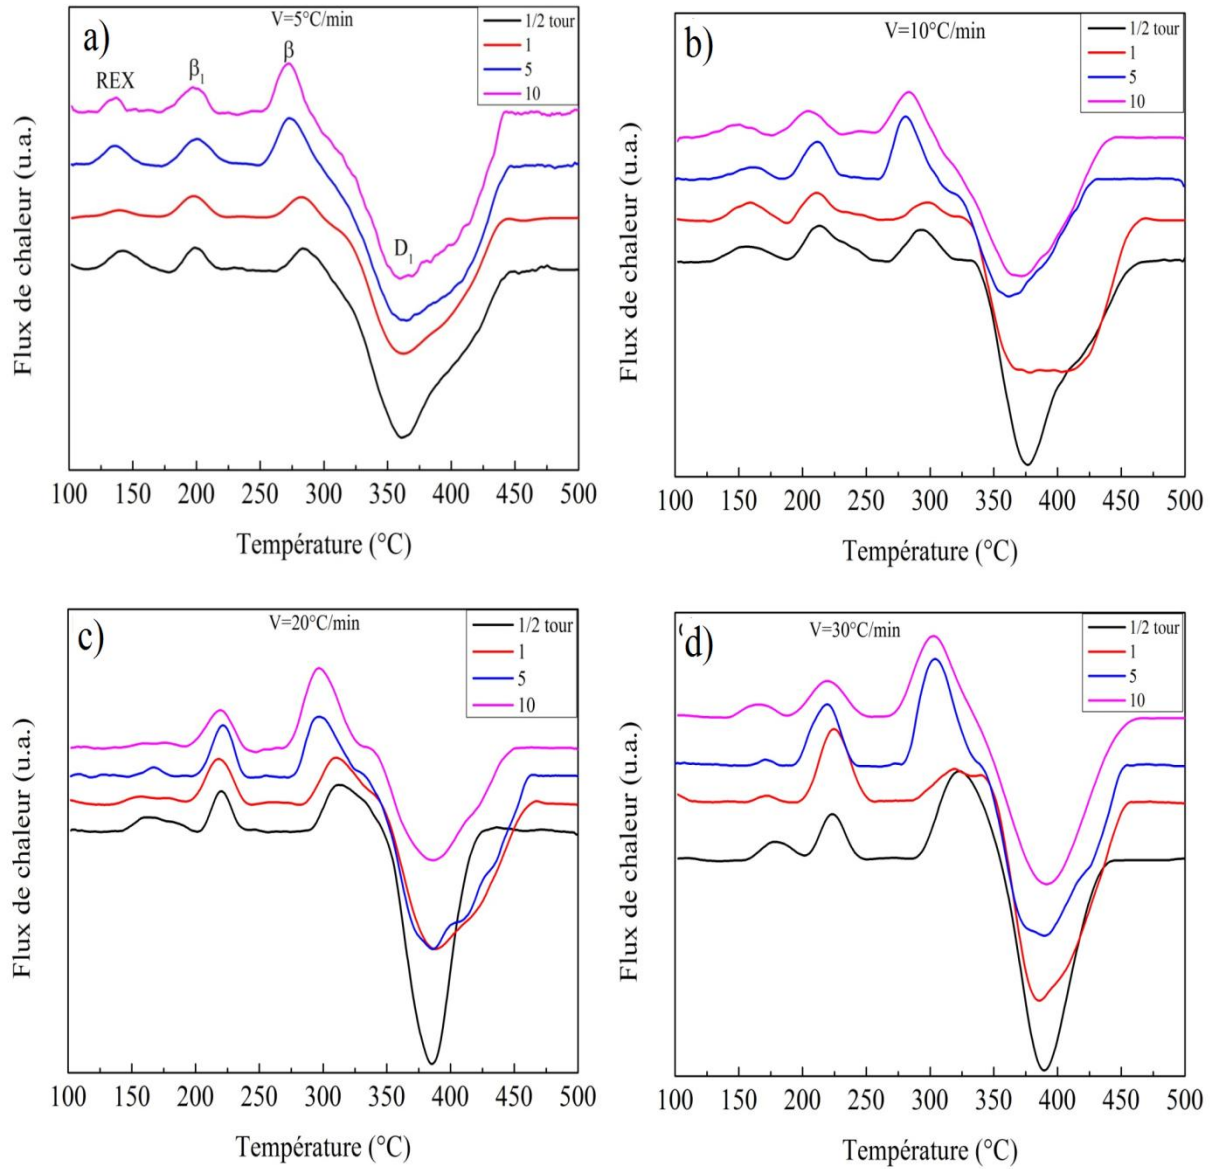 a)
V=5°C/min
1/2 tour
1
5
10
REX
β1
β
D1
Flux de chaleur (u.a.)
100 150 200 250 300 350 400 450 500
Température (°C)
b)
V=10°C/min
1/2 tour
1
5
10
Flux de chaleur (u.a.)
100 150 200 250 300 350 400 450 500
Température (°C)
c)
V=20°C/min
1/2 tour
1
5
10
Flux de chaleur (u.a.)
100 150 200 250 300 350 400 450 500
Température (°C)
d)
V=30°C/min
1/2 tour
1
5
10
Flux de chaleur (u.a.)
100 150 200 250 300 350 400 450 500
Température (°C)